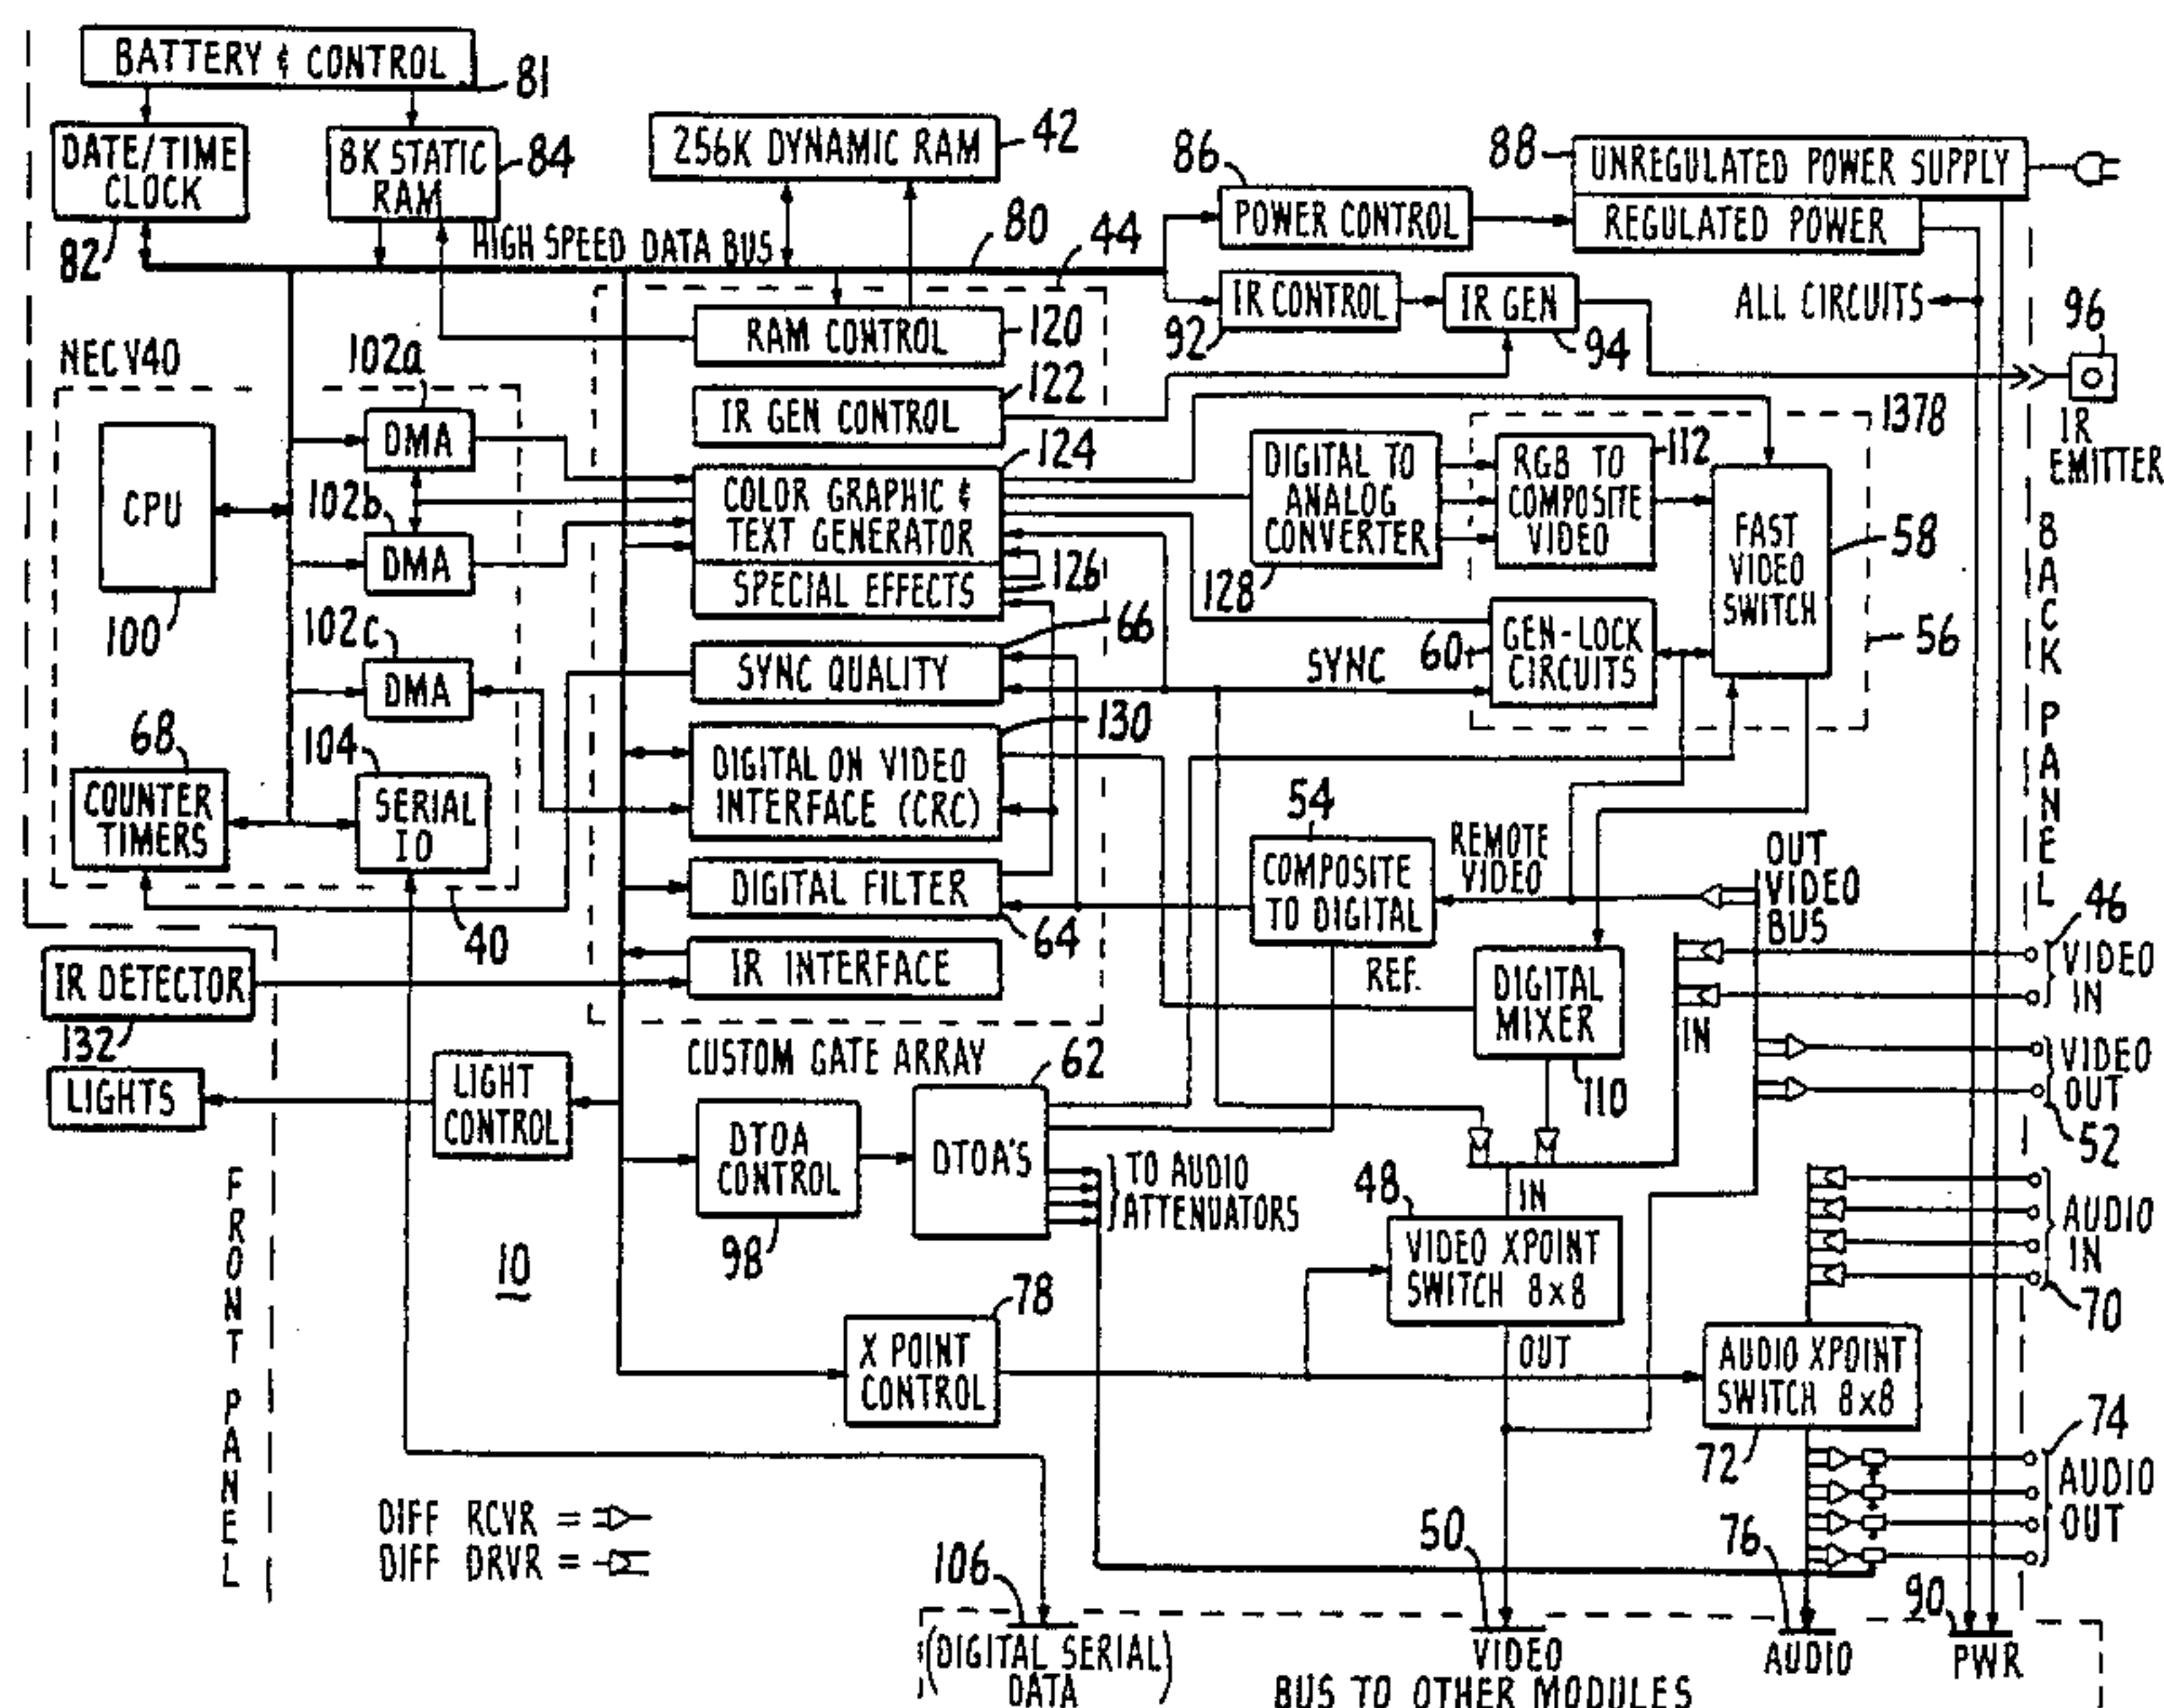 BATTERY & CONTROL
81
DATE/TIME
CLOCK
82
8K STATIC
RAM
84
256K DYNAMIC RAM
42
HIGH SPEED DATA BUS
80
44
86
POWER CONTROL
88
UNREGULATED POWER SUPPLY
REGULATED POWER
IR CONTROL
92
IR GEN
94
ALL CIRCUITS
96
IR
EMITTER
BACK PANEL
NEC V40
CPU
100
102a
DMA
102b
DMA
102c
DMA
68
COUNTER
TIMERS
104
SERIAL
IO
40
RAM CONTROL
120
IR GEN CONTROL
122
COLOR GRAPHIC &
TEXT GENERATOR
124
SPECIAL EFFECTS
126
SYNC QUALITY
66
DIGITAL ON VIDEO
INTERFACE (CRC)
130
DIGITAL FILTER
64
IR INTERFACE
CUSTOM GATE ARRAY
DIGITAL TO
ANALOG
CONVERTER
128
1378
RGB TO
COMPOSITE
VIDEO
112
FAST
VIDEO
SWITCH
58
GEN-LOCK
CIRCUITS
60
56
SYNC
54
COMPOSITE
TO DIGITAL
REMOTE
VIDEO
REF.
OUT
VIDEO
BUS
DIGITAL
MIXER
110
IN
46
VIDEO
IN
VIDEO
OUT
52
IR DETECTOR
132
LIGHTS
LIGHT
CONTROL
FRONT PANEL
10
DTOA
CONTROL
98
62
DTOA'S
TO AUDIO
ATTENUATORS
48
IN
VIDEO XPOINT
SWITCH 8x8
OUT
78
X POINT
CONTROL
AUDIO
IN
70
AUDIO XPOINT
SWITCH 8x8
72
74
AUDIO
OUT
DIFF RCVR =
DIFF DRVR =
106
(DIGITAL SERIAL)
DATA
50
VIDEO
76
AUDIO
90
PWR
BUS TO OTHER MODULES